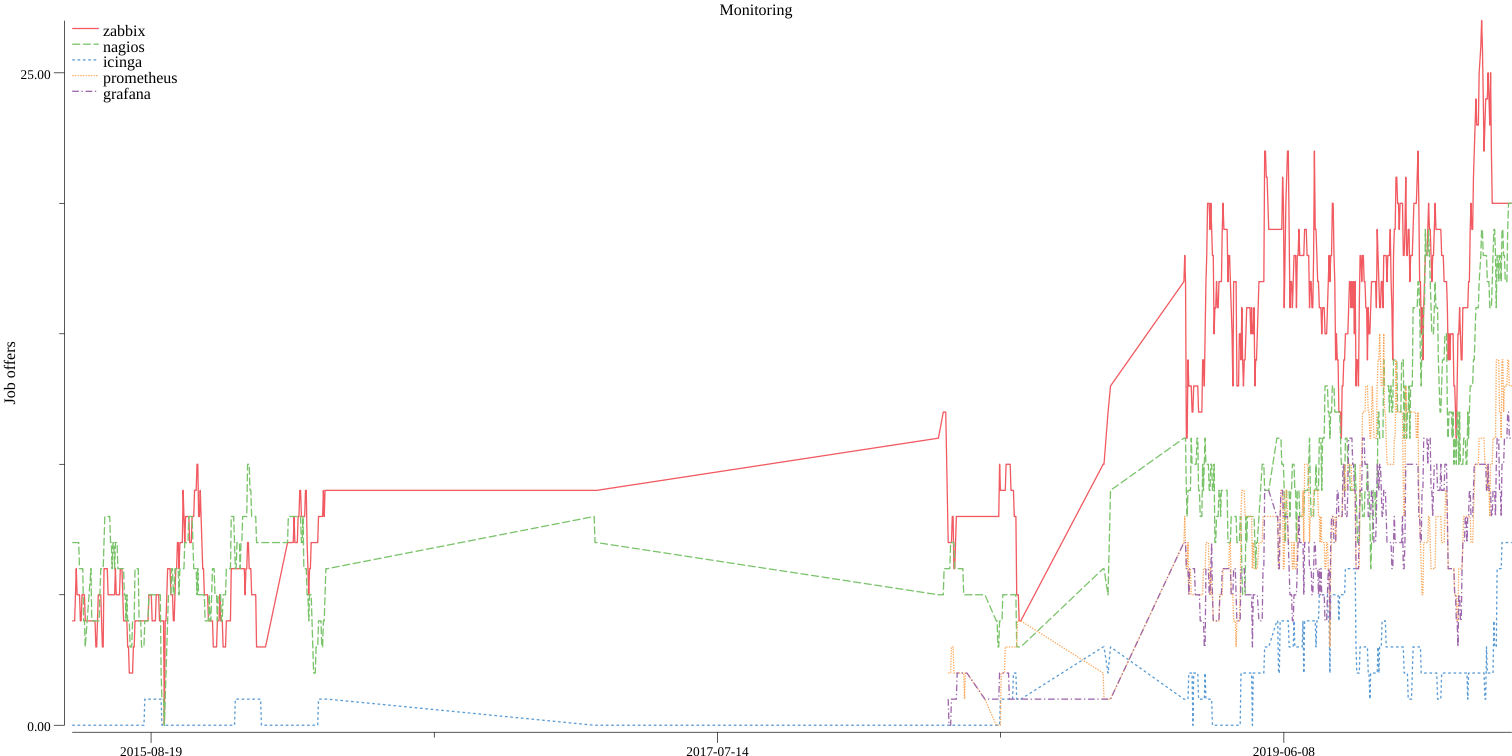 Monitoring
zabbix
nagios
icinga
prometheus
grafana
25.00
Job offers
0.00
2015-08-19
2017-07-14
2019-06-08